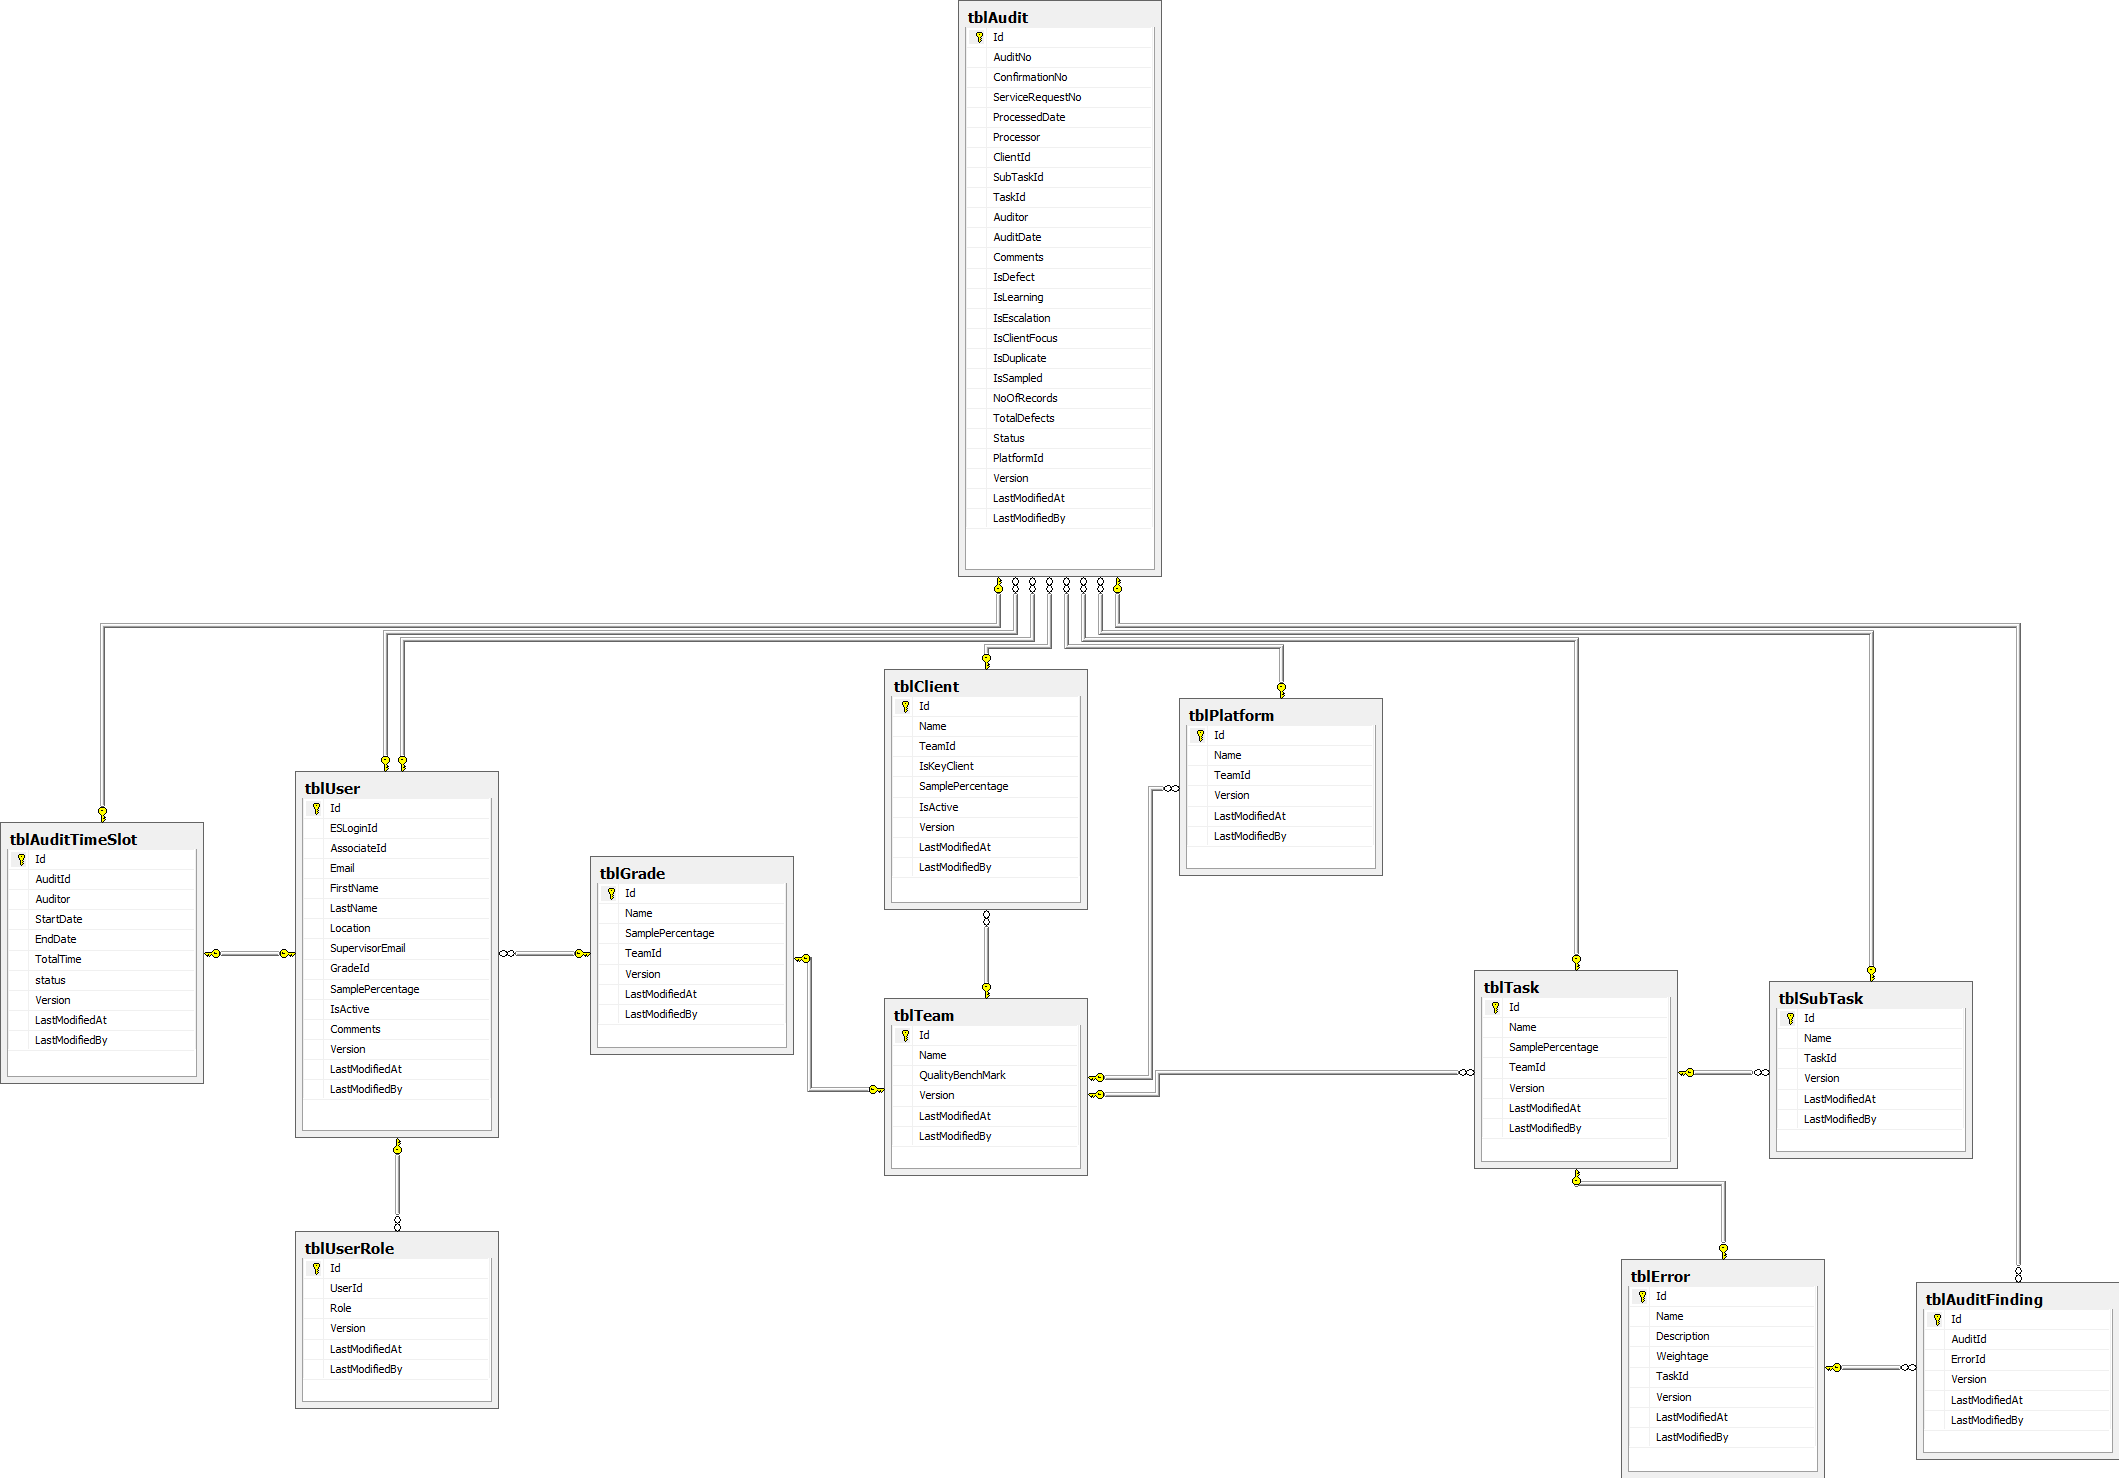 tblAudit
Id
AuditNo
ConfirmationNo
ServiceRequestNo
ProcessedDate
Processor
ClientId
SubTaskId
TaskId
Auditor
AuditDate
Comments
IsDefect
IsLearning
IsEscalation
IsClientFocus
IsDuplicate
IsSampled
NoOfRecords
TotalDefects
Status
PlatformId
Version
LastModifiedAt
LastModifiedBy
tblAuditTimeSlot
Id
AuditId
Auditor
StartDate
EndDate
TotalTime
status
Version
LastModifiedAt
LastModifiedBy
tblUser
Id
ESLoginId
AssociateId
Email
FirstName
LastName
Location
SupervisorEmail
GradeId
SamplePercentage
IsActive
Comments
Version
LastModifiedAt
LastModifiedBy
tblUserRole
Id
UserId
Role
Version
LastModifiedAt
LastModifiedBy
tblGrade
Id
Name
SamplePercentage
TeamId
Version
LastModifiedAt
LastModifiedBy
tblClient
Id
Name
TeamId
IsKeyClient
SamplePercentage
IsActive
Version
LastModifiedAt
LastModifiedBy
tblTeam
Id
Name
QualityBenchMark
Version
LastModifiedAt
LastModifiedBy
tblPlatform
Id
Name
TeamId
Version
LastModifiedAt
LastModifiedBy
tblTask
Id
Name
SamplePercentage
TeamId
Version
LastModifiedAt
LastModifiedBy
tblSubTask
Id
Name
TaskId
Version
LastModifiedAt
LastModifiedBy
tblError
Id
Name
Description
Weightage
TaskId
Version
LastModifiedAt
LastModifiedBy
tblAuditFinding
Id
AuditId
ErrorId
Version
LastModifiedAt
LastModifiedBy